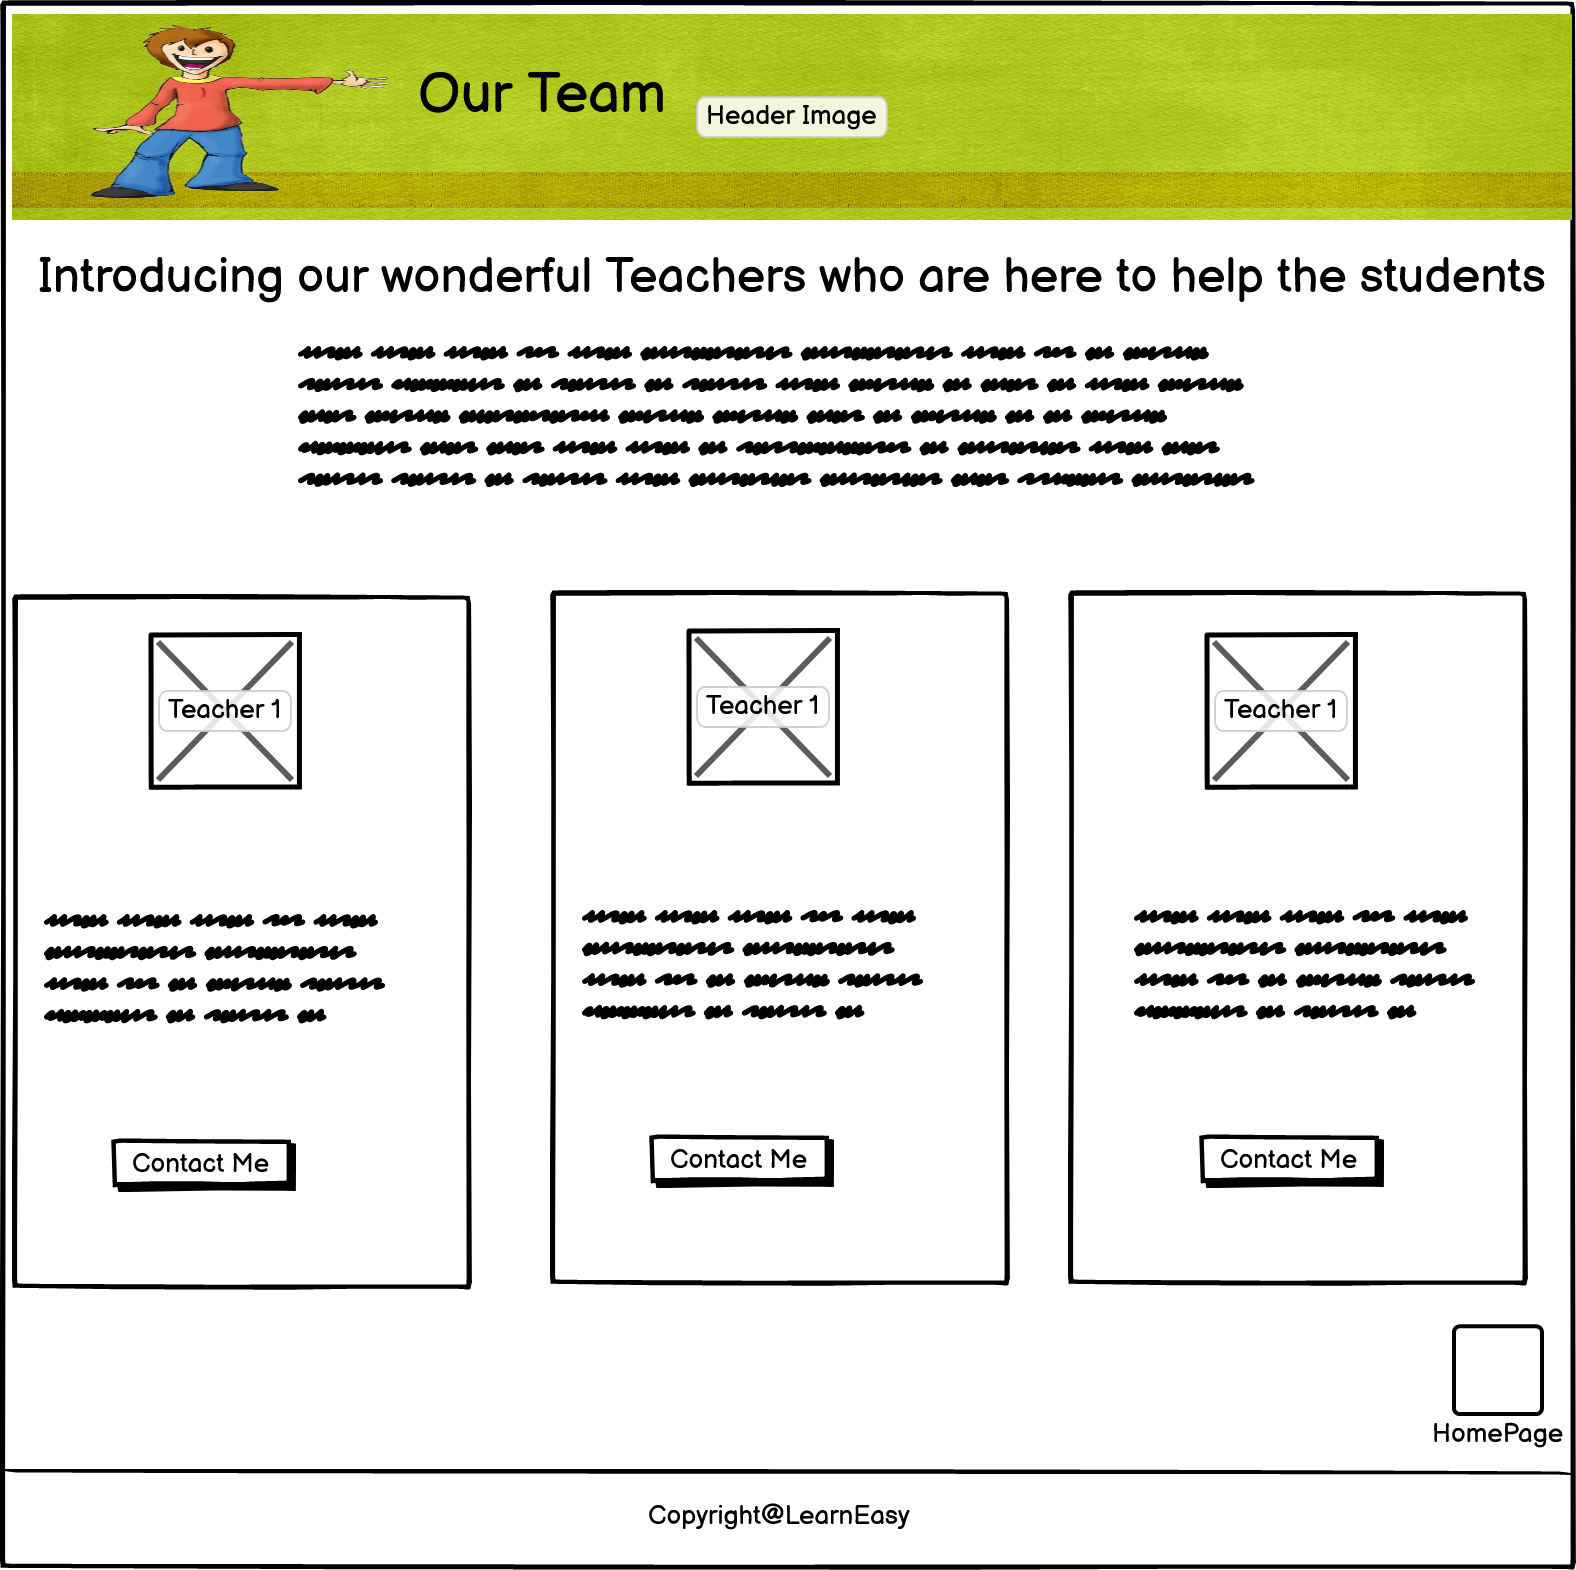 Our Team
Header Image
Introducing our wonderful Teachers who are here to help the students
Teacher 1
Teacher 1
Teacher 1
Contact Me
Contact Me
Contact Me
HomePage
Copyright@LearnEasy